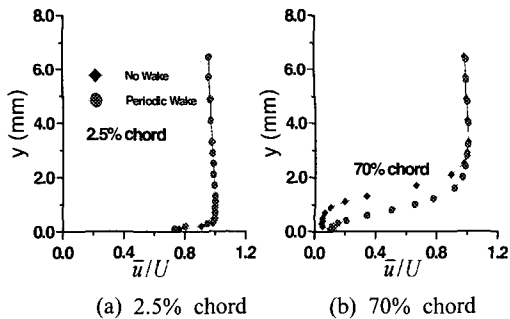 8.0
6.0
4.0
2.0
0.0
y (mm)
No Wake
Periodic Wake
2.5% chord
0.0 0.4 0.8 1.2
u̅/U
(a) 2.5% chord
8.0
6.0
4.0
2.0
0.0
y (mm)
70% chord
0.0 0.4 0.8 1.2
u̅/U
(b) 70% chord